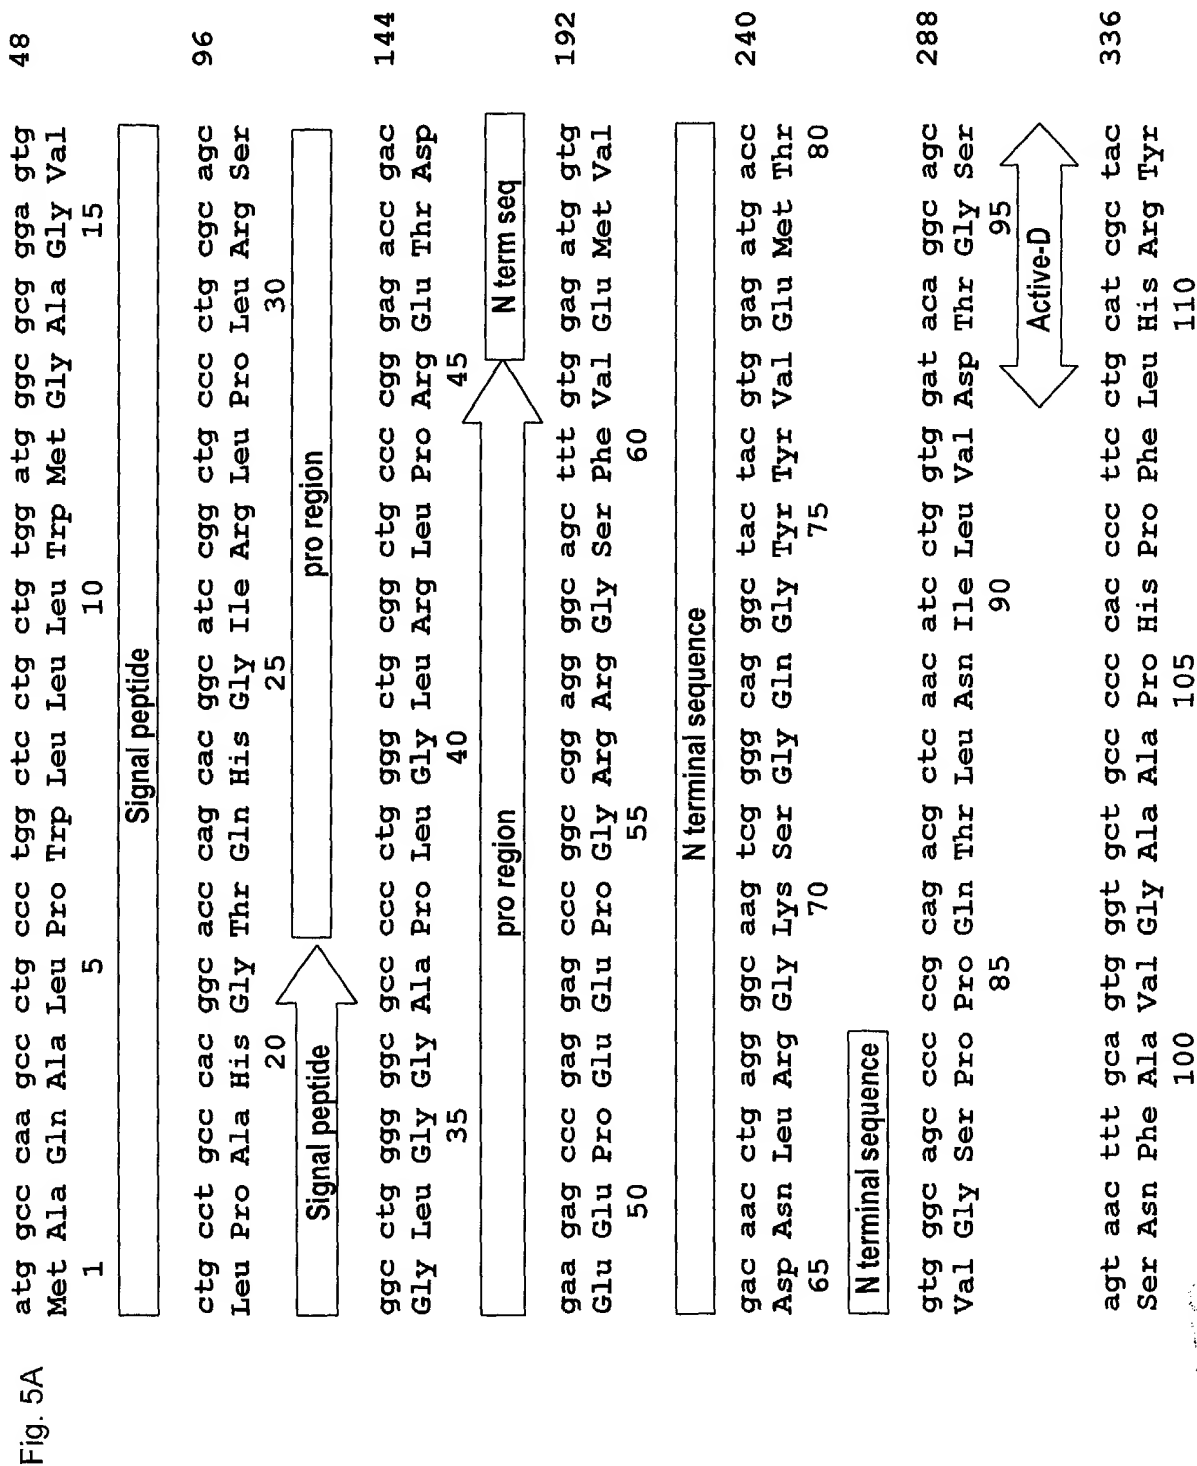 Fig. 5A
atg gcc caa gcc ctg ccc tgg ctc ctg ctg tgg atg ggc gcg gga gtg 48
Met Ala Gln Ala Leu Pro Trp Leu Leu Leu Trp Met Gly Ala Gly Val
1 5 10 15
Signal peptide
ctg cct gcc cac ggc acc cag cac ggc atc cgg ctg ccc ctg cgc agc 96
Leu Pro Ala His Gly Thr Gln His Gly Ile Arg Leu Pro Leu Arg Ser
20 25 30
Signal peptide pro region
ggc ctg ggg ggc gcc ccc ctg ggg ctg cgg ctg ccc cgg gag acc gac 144
Gly Leu Gly Gly Ala Pro Leu Gly Leu Arg Leu Pro Arg Glu Thr Asp
35 40 45
pro region N term seq
gaa gag ccc gag gag ccc ggc cgg agg ggc agc ttt gtg gag atg gtg 192
Glu Glu Pro Glu Glu Pro Gly Arg Arg Gly Ser Phe Val Glu Met Val
50 55 60
N terminal sequence
gac aac ctg agg ggc aag tcg ggg cag ggc tac tac gtg gag atg acc 240
Asp Asn Leu Arg Gly Lys Ser Gly Gln Gly Tyr Tyr Val Glu Met Thr
65 70 75 80
N terminal sequence
gtg ggc agc ccc ccg cag acg ctc aac atc ctg gtg gat aca ggc agc 288
Val Gly Ser Pro Pro Gln Thr Leu Asn Ile Leu Val Asp Thr Gly Ser
85 90 95
Active-D
agt aac ttt gca gtg ggt gct gcc ccc cac ccc ttc ctg cat cgc tac 336
Ser Asn Phe Ala Val Gly Ala Ala Pro His Pro Phe Leu His Arg Tyr
100 105 110